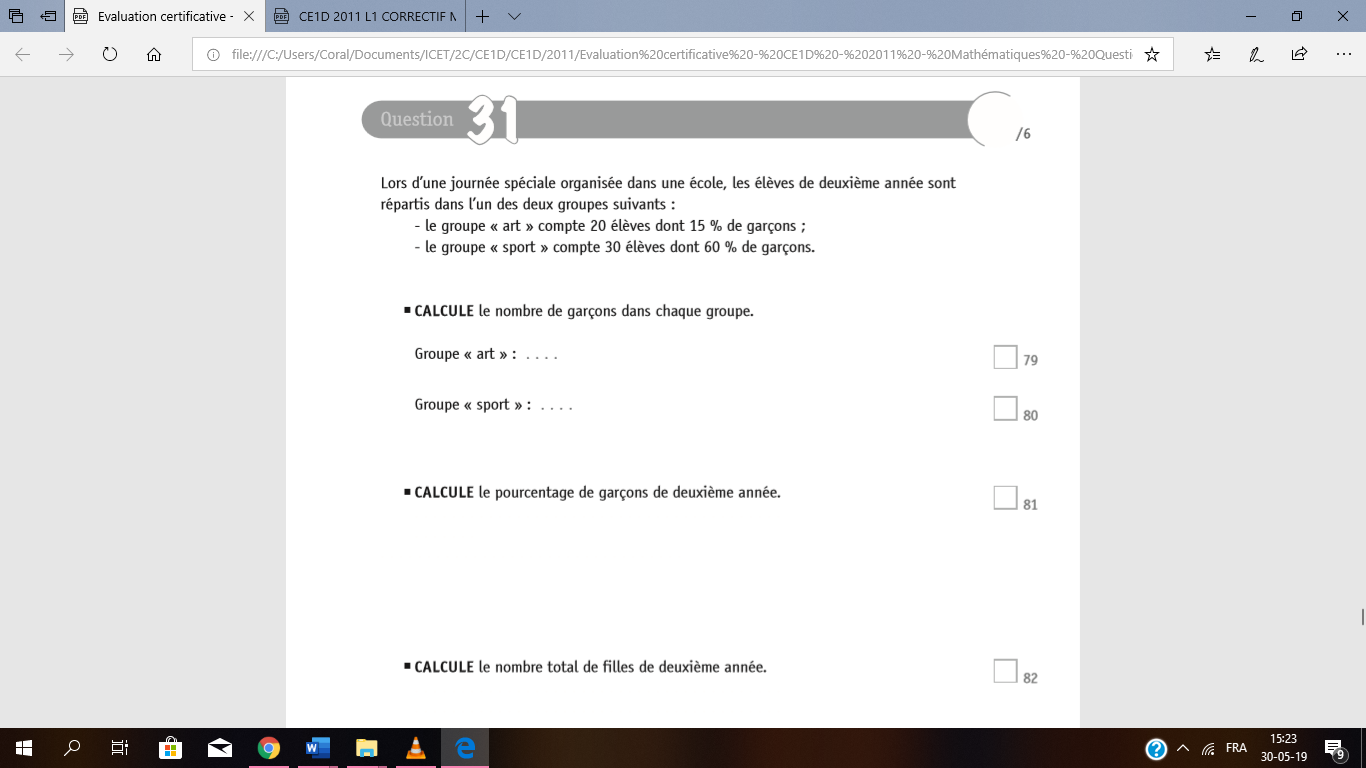 Evaluation certificative -
CE1D 2011 L1 CORRECTIF M
file:///C:/Users/Coral/Documents/ICET/2C/CE1D/CE1D/2011/Evaluation%20certificative%20-%20CE1D%20-%202011%20-%20Mathématiques%20-%20Questi
Question 31
/6
Lors d'une journée spéciale organisée dans une école, les élèves de deuxième année sont
répartis dans l'un des deux groupes suivants :
- le groupe « art » compte 20 élèves dont 15 % de garçons ;
- le groupe « sport » compte 30 élèves dont 60 % de garçons.
■ CALCULE le nombre de garçons dans chaque groupe.
Groupe « art » : . . . .
79
Groupe « sport » : . . . .
80
■ CALCULE le pourcentage de garçons de deuxième année.
81
■ CALCULE le nombre total de filles de deuxième année.
82
FRA
15:23
30-05-19
9